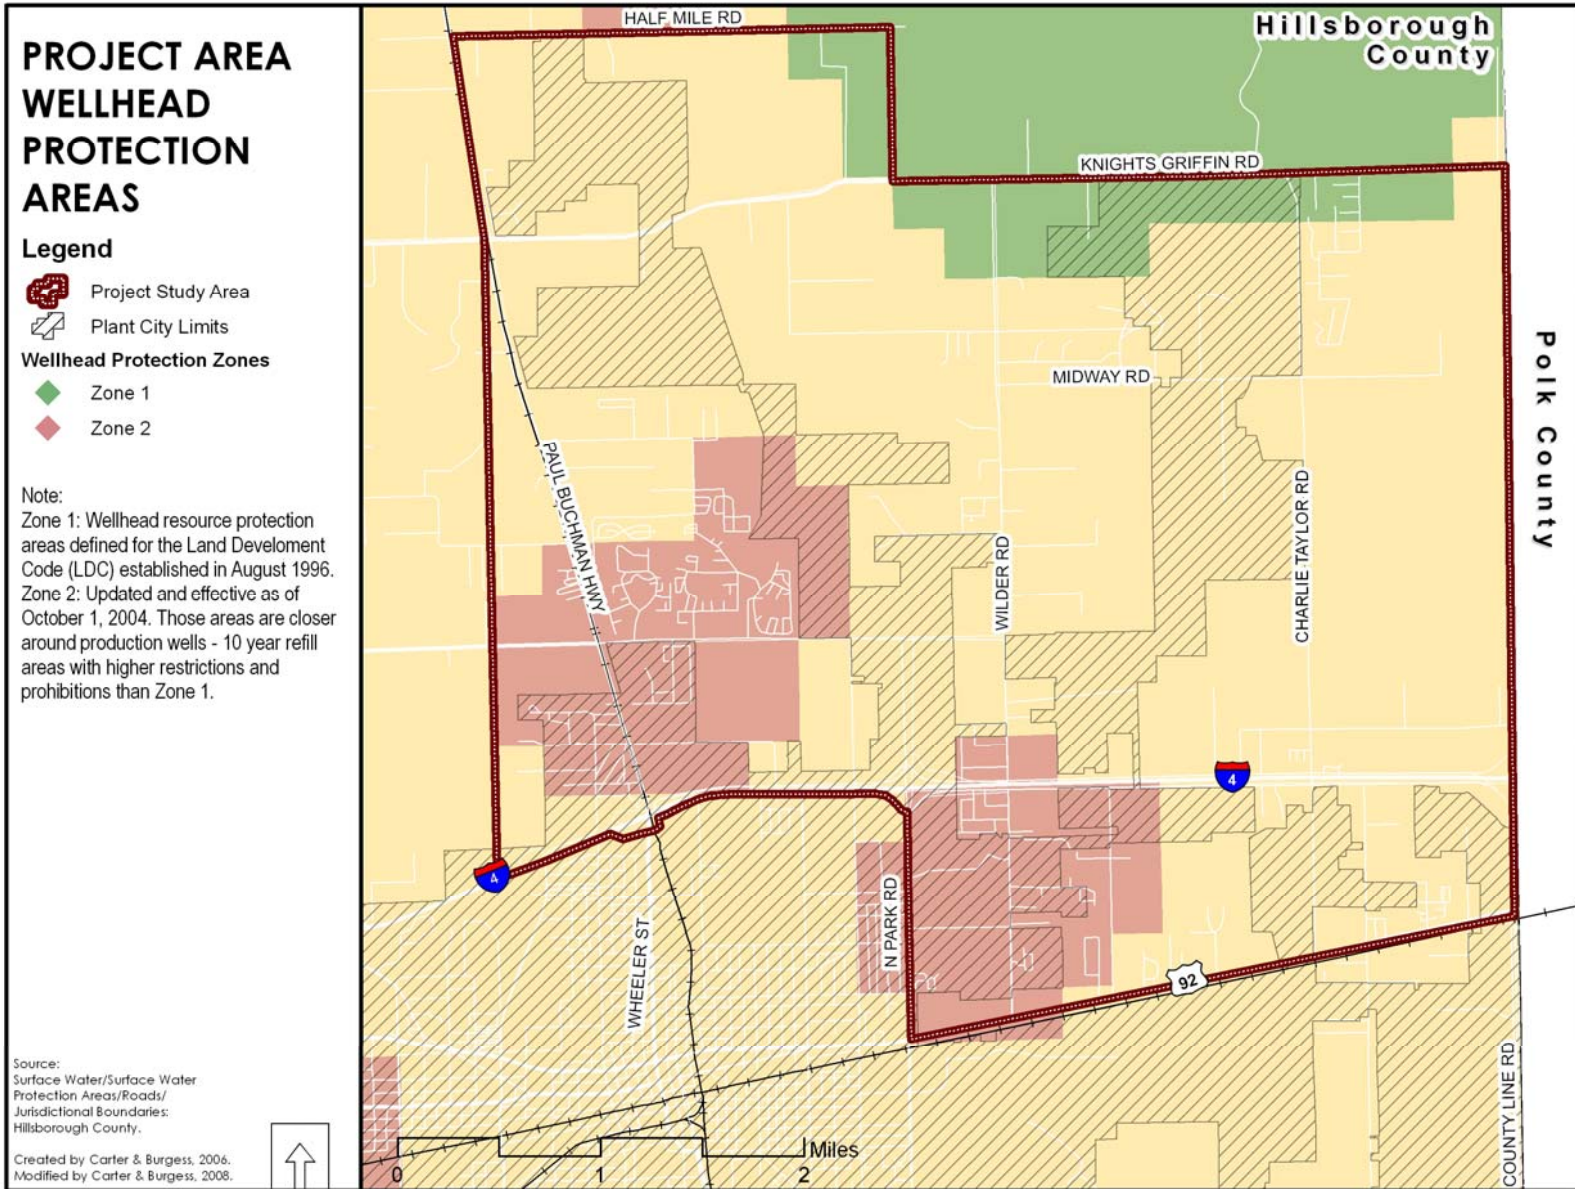 PROJECT AREA
WELLHEAD
PROTECTION
AREAS
Legend
Project Study Area
Plant City Limits
Wellhead Protection Zones
Zone 1
Zone 2
Note:
Zone 1: Wellhead resource protection
areas defined for the Land Develoment
Code (LDC) established in August 1996.
Zone 2: Updated and effective as of
October 1, 2004. Those areas are closer
around production wells - 10 year refill
areas with higher restrictions and
prohibitions than Zone 1.
Source:
Surface Water/Surface Water
Protection Areas/Roads/
Jurisdictional Boundaries:
Hillsborough County.
Created by Carter & Burgess, 2006.
Modified by Carter & Burgess, 2008.
HALF MILE RD
Hillsborough
County
KNIGHTS GRIFFIN RD
MIDWAY RD
Polk County
PAUL BUCHMAN HWY
WILDER RD
CHARLIE TAYLOR RD
4
4
N PARK RD
WHEELER ST
92
COUNTY LINE RD
Miles
0 1 2